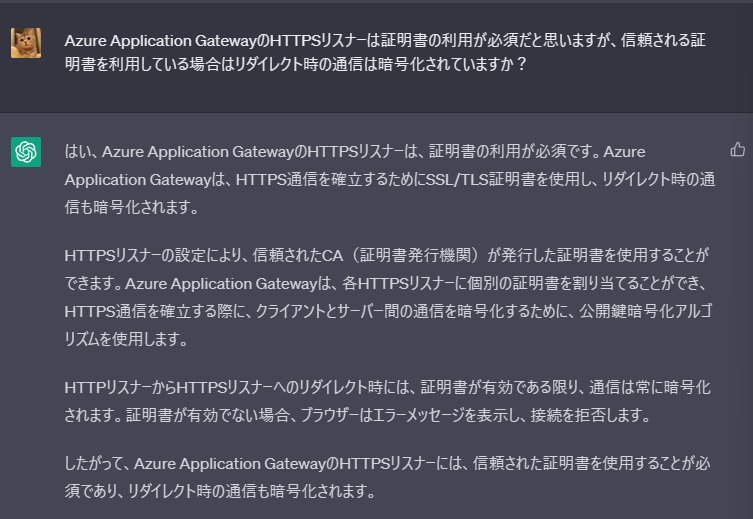 Azure Application GatewayのHTTPSリスナーは証明書の利用が必須だと思いますが、信頼される証
明書を利用している場合はリダイレクト時の通信は暗号化されていますか？
はい、Azure Application GatewayのHTTPSリスナーは、証明書の利用が必須です。Azure
Application Gatewayは、HTTPS通信を確立するためにSSL/TLS証明書を使用し、リダイレクト時の通
信も暗号化されます。
HTTPSリスナーの設定により、信頼されたCA（証明書発行機関）が発行した証明書を使用することが
できます。Azure Application Gatewayは、各HTTPSリスナーに個別の証明書を割り当てることができ、
HTTPS通信を確立する際に、クライアントとサーバー間の通信を暗号化するために、公開鍵暗号化アルゴ
リズムを使用します。
HTTPリスナーからHTTPSリスナーへのリダイレクト時には、証明書が有効である限り、通信は常に暗号化
されます。証明書が有効でない場合、ブラウザーはエラーメッセージを表示し、接続を拒否します。
したがって、Azure Application GatewayのHTTPSリスナーには、信頼された証明書を使用することが必
須であり、リダイレクト時の通信も暗号化されます。